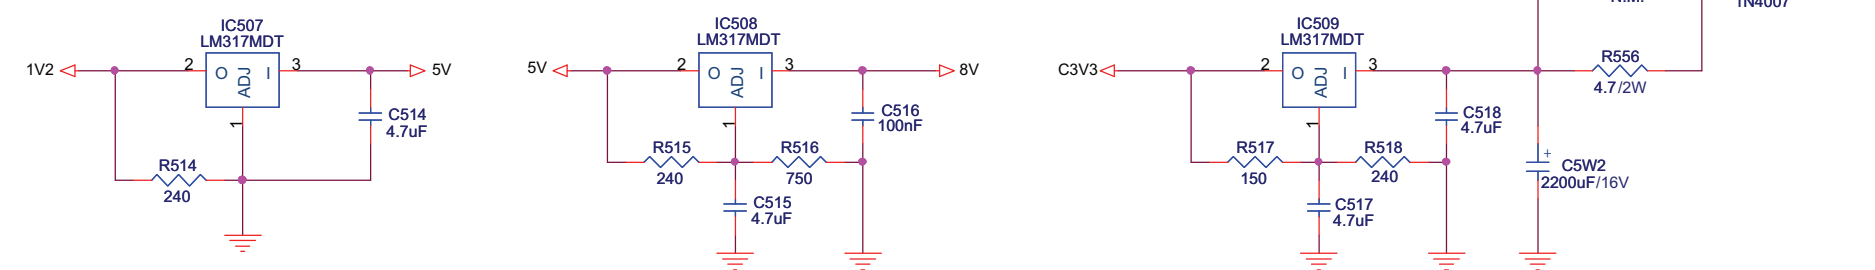 IC507
LM317MDT
1V2
2
O
I
ADJ
3
1
5V
C514
4.7uF
R514
240
IC508
LM317MDT
5V
2
O
I
ADJ
3
1
8V
C516
100nF
R515
240
R516
750
C515
4.7uF
IC509
LM317MDT
C3V3
2
O
I
ADJ
3
1
C518
4.7uF
R517
150
R518
240
C517
4.7uF
1N4007
R556
4.7/2W
+
C5W2
2200uF/16V